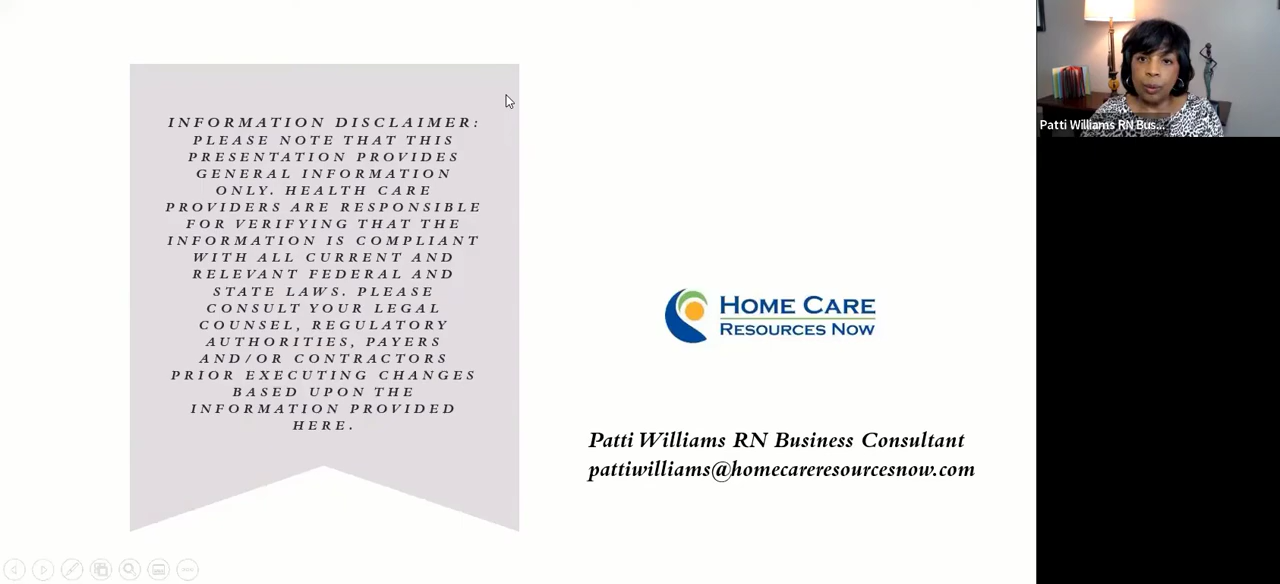 INFORMATION DISCLAIMER:
PLEASE NOTE THAT THIS
PRESENTATION PROVIDES
GENERAL INFORMATION
ONLY. HEALTH CARE
PROVIDERS ARE RESPONSIBLE
FOR VERIFYING THAT THE
INFORMATION IS COMPLIANT
WITH ALL CURRENT AND
RELEVANT FEDERAL AND
STATE LAWS. PLEASE
CONSULT YOUR LEGAL
COUNSEL, REGULATORY
AUTHORITIES, PAYERS
AND/OR CONTRACTORS
PRIOR EXECUTING CHANGES
BASED UPON THE
INFORMATION PROVIDED
HERE.
HOME CARE
RESOURCES NOW
Patti Williams RN Business Consultant
pattiwilliams@homecareresourcesnow.com
Patti Williams RN Bus...